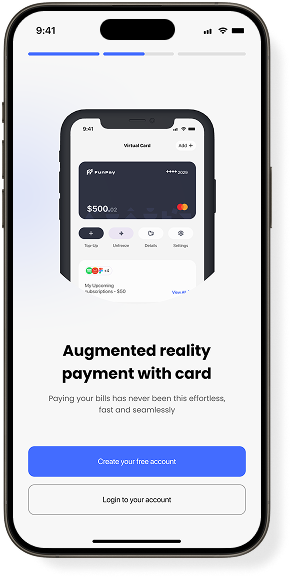 9:41
9:41
Virtual Card
Add +
FunPay
•••• 2025
$500.02
Top-Up
Unfreeze
Details
Settings
+4
My Upcoming
subscriptions - $50
View all
Augmented reality
payment with card
Paying your bills has never been this effortless,
fast and seamlessly
Create your free account
Login to your account